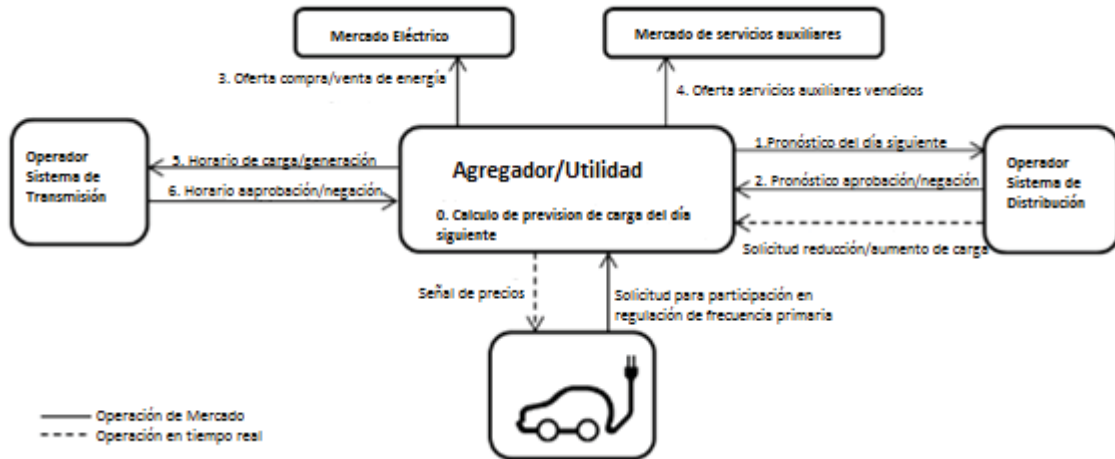 Mercado Eléctrico
Mercado de servicios auxiliares
3. Oferta compra/venta de energía
4. Oferta servicios auxiliares vendidos
Operador
Sistema de
Transmisión
5. Horario de carga/generación
6. Horario aaprobación/negación
Agregador/Utilidad
0. Calculo de prevision de carga del día
siguiente
1.Pronóstico del día siguiente
2. Pronóstico aprobación/negación
Solicitud reducción/aumento de carga
Operador
Sistema de
Distribución
Señal de precios
Solicitud para participación en
regulación de frecuencia primaria
Operación de Mercado
Operación en tiempo real